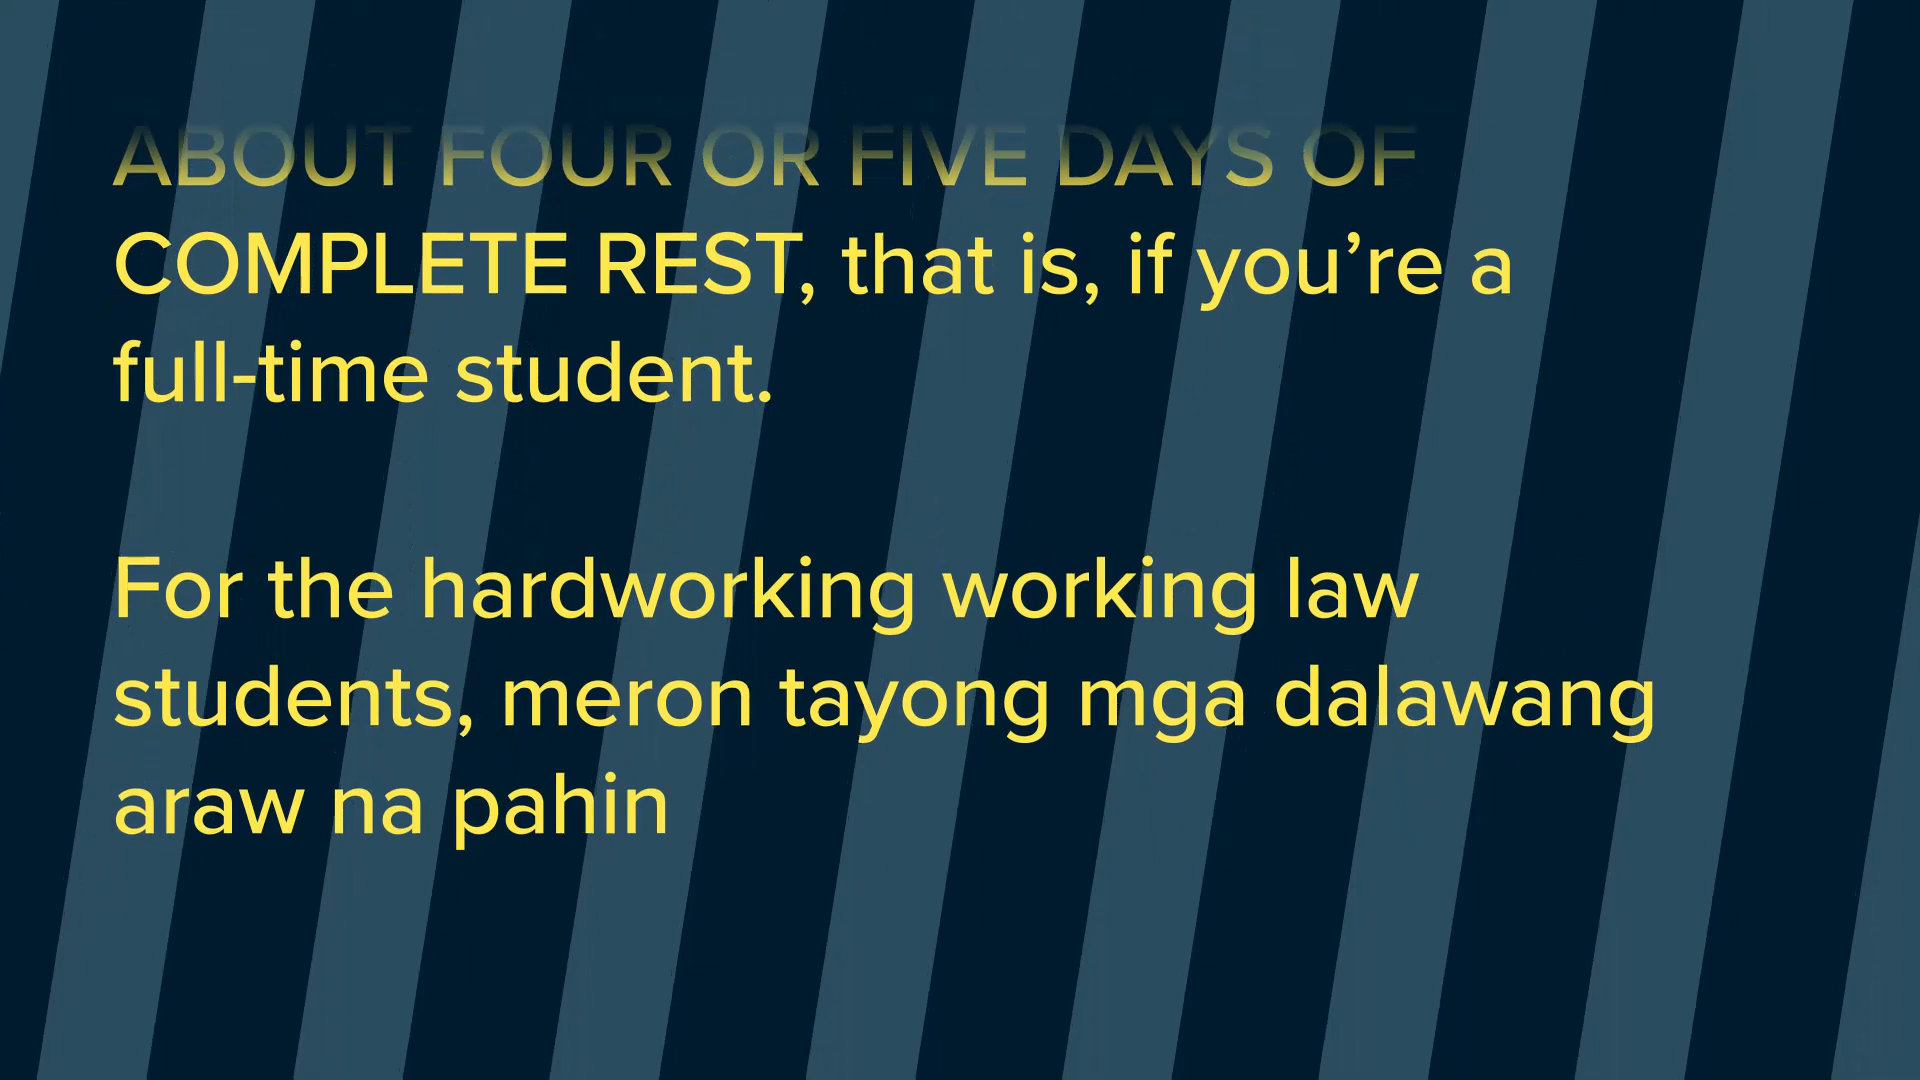 ABOUT FOUR OR FIVE DAYS OF
COMPLETE REST, that is, if you’re a
full-time student.
For the hardworking working law
students, meron tayong mga dalawang
araw na pahin